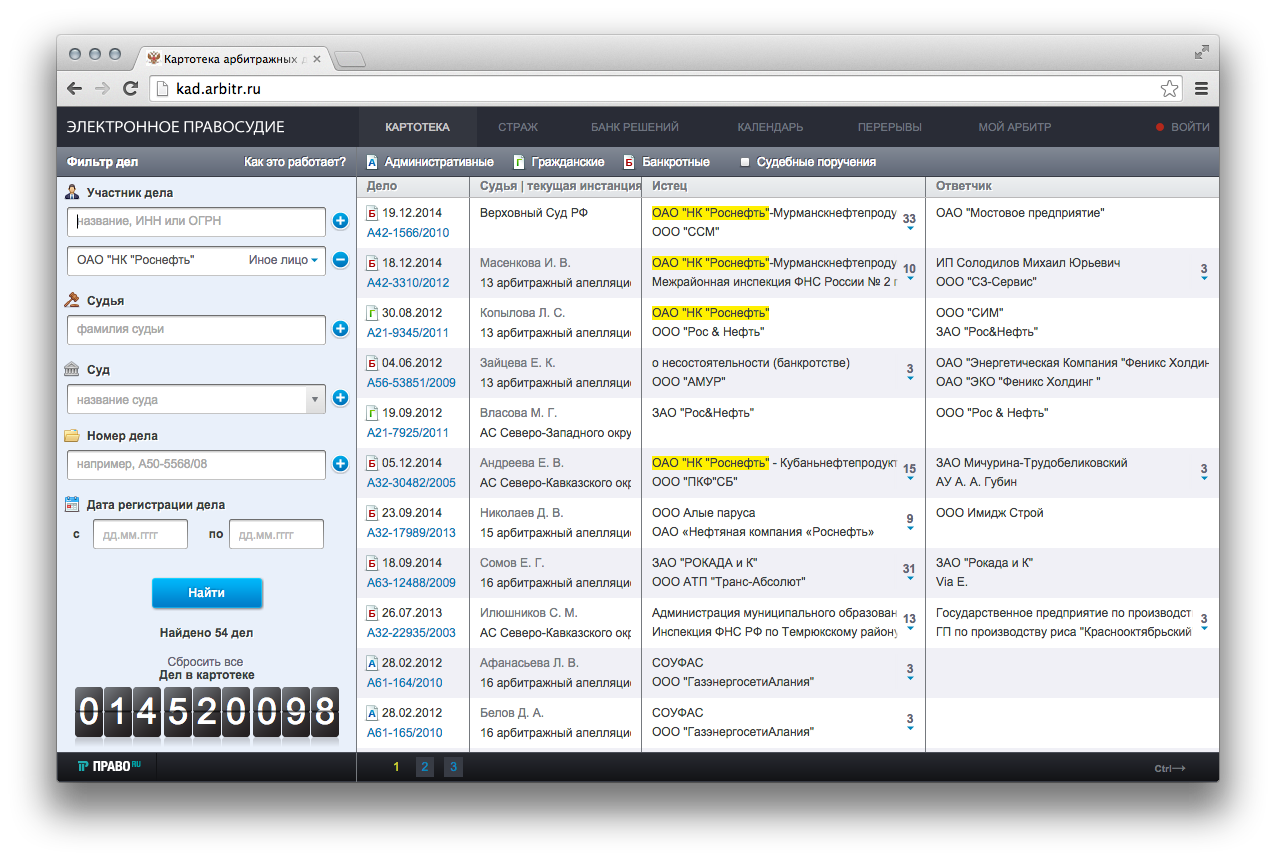 Картотека арбитражных д
kad.arbitr.ru
ЭЛЕКТРОННОЕ ПРАВОСУДИЕ
КАРТОТЕКА СТРАЖ БАНК РЕШЕНИЙ КАЛЕНДАРЬ ПЕРЕРЫВЫ МОЙ АРБИТР ВОЙТИ
Фильтр дел Как это работает?
А Административные Г Гражданские Б Банкротные Судебные поручения
Участник дела
название, ИНН или ОГРН
ОАО "НК "Роснефть" Иное лицо
Судья
фамилия судьи
Суд
название суда
Номер дела
например, А50-5568/08
Дата регистрации дела
с дд.мм.гггг по дд.мм.гггг
Найти
Найдено 54 дел
Сбросить все
Дел в картотеке
014520098
Дело Судья | текущая инстанция Истец Ответчик
Б 19.12.2014 Верховный Суд РФ ОАО "НК "Роснефть"-Мурманскнефтепроду 33 ОАО "Мостовое предприятие"
А42-1566/2010 ООО "ССМ"
Б 18.12.2014 Масенкова И. В. ОАО "НК "Роснефть"-Мурманскнефтепроду 10 ИП Солодилов Михаил Юрьевич 3
А42-3310/2012 13 арбитражный апелляцио Межрайонная инспекция ФНС России № 2 г ООО "СЗ-Сервис"
Г 30.08.2012 Копылова Л. С. ОАО "НК "Роснефть" ООО "СИМ"
А21-9345/2011 13 арбитражный апелляцио ООО "Рос & Нефть" ЗАО "Рос&Нефть"
Б 04.06.2012 Зайцева Е. К. о несостоятельности (банкротстве) 3 ОАО "Энергетическая Компания "Феникс Холдин
А56-53851/2009 13 арбитражный апелляцио ООО "АМУР" ОАО "ЭКО "Феникс Холдинг "
Г 19.09.2012 Власова М. Г. ЗАО "Рос&Нефть" ООО "Рос & Нефть"
А21-7925/2011 АС Северо-Западного окру
Б 05.12.2014 Андреева Е. В. ОАО "НК "Роснефть" - Кубаньнефтепродукт 15 ЗАО Мичурина-Трудобеликовский 3
А32-30482/2005 АС Северо-Кавказского окр ООО "ПКФ"СБ" АУ А. А. Губин
Б 23.09.2014 Николаев Д. В. ООО Алые паруса 9 ООО Имидж Строй
А32-17989/2013 15 арбитражный апелляцио ОАО «Нефтяная компания «Роснефть»
Б 18.09.2014 Сомов Е. Г. ЗАО "РОКАДА и К" 31 ЗАО "Рокада и К"
А63-12488/2009 16 арбитражный апелляцио ООО АТП "Транс-Абсолют" Via E.
Б 26.07.2013 Илюшников С. М. Администрация муниципального образован 13 Государственное предприятие по производст 3
А32-22935/2003 АС Северо-Кавказского окр Инспекция ФНС РФ по Темрюкскому району ГП по производству риса "Краснооктябрьский
А 28.02.2012 Афанасьева Л. В. СОУФАС 3
А61-164/2010 16 арбитражный апелляцио ООО "ГазэнергосетиАлания"
А 28.02.2012 Белов Д. А. СОУФАС 3
А61-165/2010 16 арбитражный апелляцио ООО "ГазэнергосетиАлания"
ПРАВО RU 1 2 3 Ctrl→